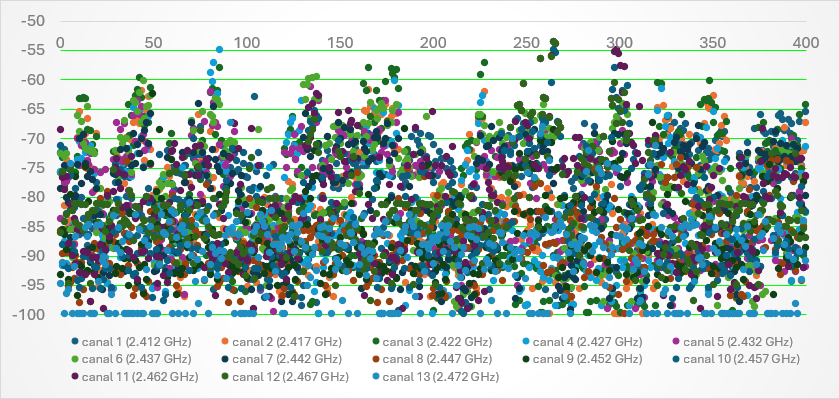 -50
-55
0 50 100 150 200 250 300 350 400
-60
-65
-70
-75
-80
-85
-90
-95
-100
canal 1 (2.412 GHz) canal 2 (2.417 GHz) canal 3 (2.422 GHz) canal 4 (2.427 GHz) canal 5 (2.432 GHz)
canal 6 (2.437 GHz) canal 7 (2.442 GHz) canal 8 (2.447 GHz) canal 9 (2.452 GHz) canal 10 (2.457 GHz)
canal 11 (2.462 GHz) canal 12 (2.467 GHz) canal 13 (2.472 GHz)